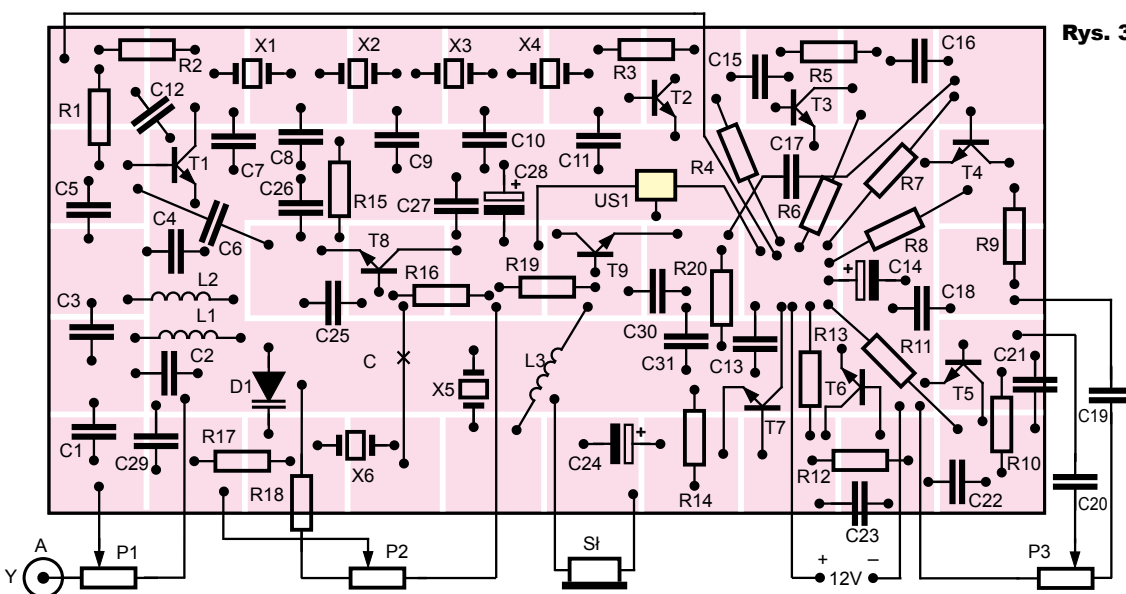 Rys. 3
X1 X2 X3 X4
R2 R3 C15 R5 C16
R1 C12 T2 T3
T1 C7 C8 C9 C10 C11 C17
C5 C26 R15 C27 C28 + US1 R4 R6 R7 T4
C4 C6 T8 R8 R9
L2 R16 R19 T9 R20 + C14
C3 L1 C25 C30 C18
C2 D1 C X5 L3 C31 C13 R13 R11 C21
T6 T5 C19
C1 C29 R17 X6 C24 + T7 R10
R18 R14 R12 C22 C20
C23
A P1 P2 Sł + – P3
Y 12V